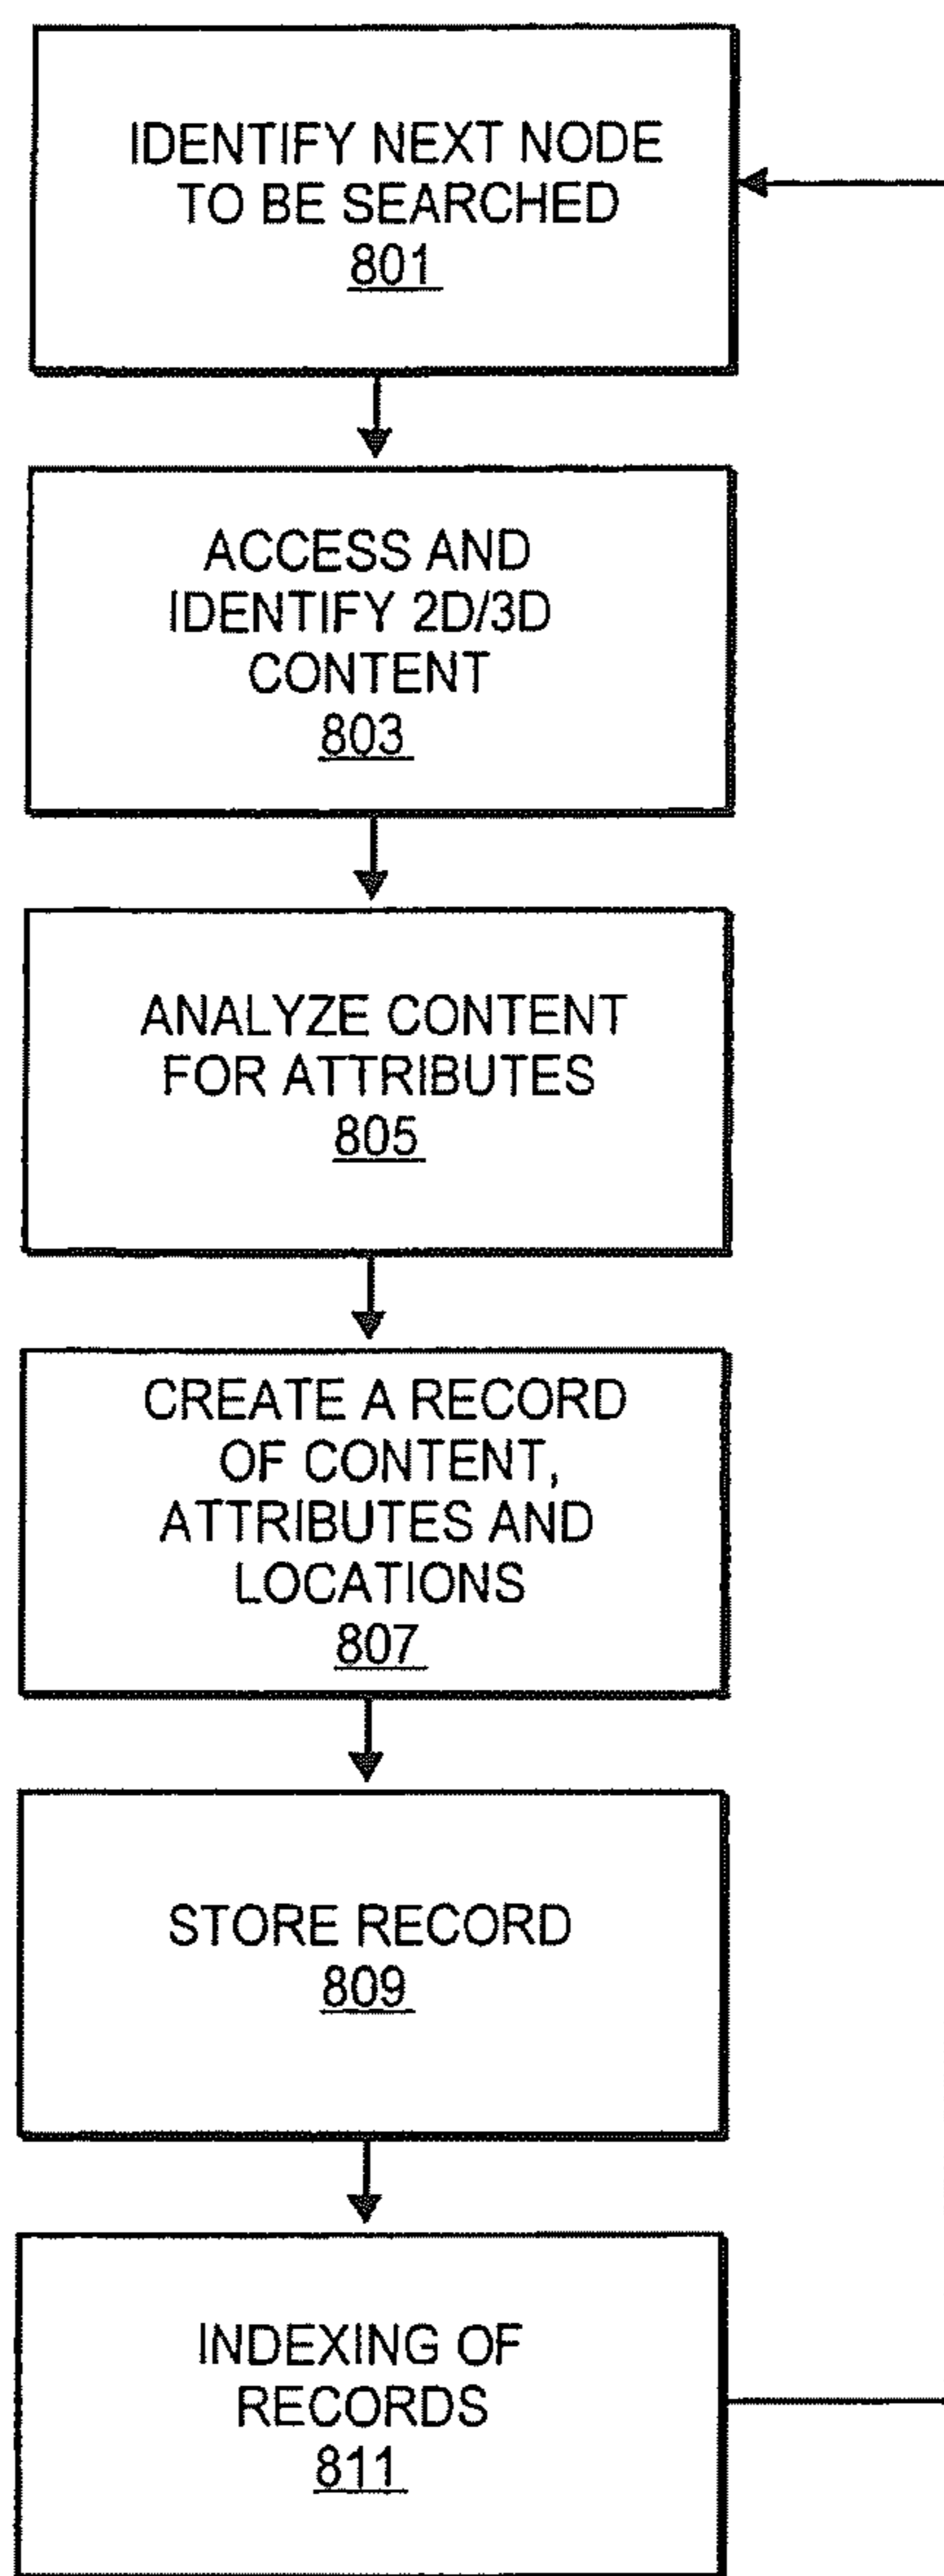 IDENTIFY NEXT NODE
TO BE SEARCHED
801
ACCESS AND
IDENTIFY 2D/3D
CONTENT
803
ANALYZE CONTENT
FOR ATTRIBUTES
805
CREATE A RECORD
OF CONTENT,
ATTRIBUTES AND
LOCATIONS
807
STORE RECORD
809
INDEXING OF
RECORDS
811